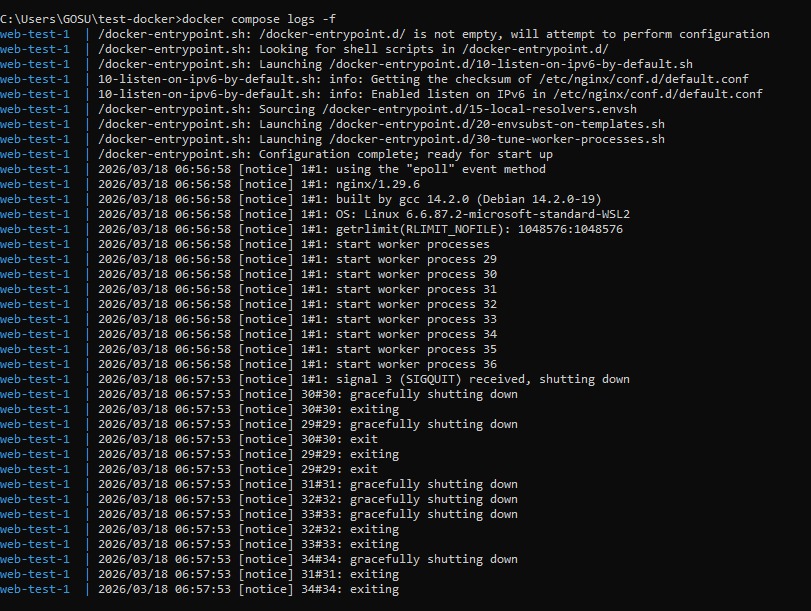 C:\Users\GOSU\test-docker>docker compose logs -f
web-test-1  | /docker-entrypoint.sh: /docker-entrypoint.d/ is not empty, will attempt to perform configuration
web-test-1  | /docker-entrypoint.sh: Looking for shell scripts in /docker-entrypoint.d/
web-test-1  | /docker-entrypoint.sh: Launching /docker-entrypoint.d/10-listen-on-ipv6-by-default.sh
web-test-1  | 10-listen-on-ipv6-by-default.sh: info: Getting the checksum of /etc/nginx/conf.d/default.conf
web-test-1  | 10-listen-on-ipv6-by-default.sh: info: Enabled listen on IPv6 in /etc/nginx/conf.d/default.conf
web-test-1  | /docker-entrypoint.sh: Sourcing /docker-entrypoint.d/15-local-resolvers.envsh
web-test-1  | /docker-entrypoint.sh: Launching /docker-entrypoint.d/20-envsubst-on-templates.sh
web-test-1  | /docker-entrypoint.sh: Launching /docker-entrypoint.d/30-tune-worker-processes.sh
web-test-1  | /docker-entrypoint.sh: Configuration complete; ready for start up
web-test-1  | 2026/03/18 06:56:58 [notice] 1#1: using the "epoll" event method
web-test-1  | 2026/03/18 06:56:58 [notice] 1#1: nginx/1.29.6
web-test-1  | 2026/03/18 06:56:58 [notice] 1#1: built by gcc 14.2.0 (Debian 14.2.0-19)
web-test-1  | 2026/03/18 06:56:58 [notice] 1#1: OS: Linux 6.6.87.2-microsoft-standard-WSL2
web-test-1  | 2026/03/18 06:56:58 [notice] 1#1: getrlimit(RLIMIT_NOFILE): 1048576:1048576
web-test-1  | 2026/03/18 06:56:58 [notice] 1#1: start worker processes
web-test-1  | 2026/03/18 06:56:58 [notice] 1#1: start worker process 29
web-test-1  | 2026/03/18 06:56:58 [notice] 1#1: start worker process 30
web-test-1  | 2026/03/18 06:56:58 [notice] 1#1: start worker process 31
web-test-1  | 2026/03/18 06:56:58 [notice] 1#1: start worker process 32
web-test-1  | 2026/03/18 06:56:58 [notice] 1#1: start worker process 33
web-test-1  | 2026/03/18 06:56:58 [notice] 1#1: start worker process 34
web-test-1  | 2026/03/18 06:56:58 [notice] 1#1: start worker process 35
web-test-1  | 2026/03/18 06:56:58 [notice] 1#1: start worker process 36
web-test-1  | 2026/03/18 06:57:53 [notice] 1#1: signal 3 (SIGQUIT) received, shutting down
web-test-1  | 2026/03/18 06:57:53 [notice] 30#30: gracefully shutting down
web-test-1  | 2026/03/18 06:57:53 [notice] 30#30: exiting
web-test-1  | 2026/03/18 06:57:53 [notice] 29#29: gracefully shutting down
web-test-1  | 2026/03/18 06:57:53 [notice] 30#30: exit
web-test-1  | 2026/03/18 06:57:53 [notice] 29#29: exiting
web-test-1  | 2026/03/18 06:57:53 [notice] 29#29: exit
web-test-1  | 2026/03/18 06:57:53 [notice] 31#31: gracefully shutting down
web-test-1  | 2026/03/18 06:57:53 [notice] 32#32: gracefully shutting down
web-test-1  | 2026/03/18 06:57:53 [notice] 33#33: gracefully shutting down
web-test-1  | 2026/03/18 06:57:53 [notice] 32#32: exiting
web-test-1  | 2026/03/18 06:57:53 [notice] 33#33: exiting
web-test-1  | 2026/03/18 06:57:53 [notice] 34#34: gracefully shutting down
web-test-1  | 2026/03/18 06:57:53 [notice] 31#31: exiting
web-test-1  | 2026/03/18 06:57:53 [notice] 34#34: exiting